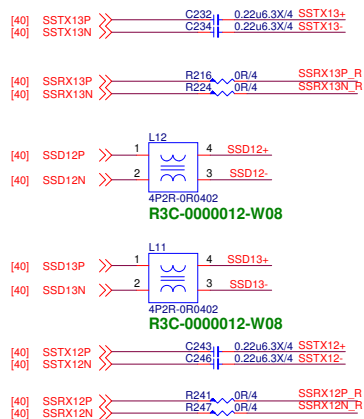 [40] SSTX13P C232 0.22u6.3X/4 SSTX13+
[40] SSTX13N C234 0.22u6.3X/4 SSTX13-
[40] SSRX13P R216 0R/4 SSRX13P_R
[40] SSRX13N R224 0R/4 SSRX13N_R
L12
[40] SSD12P 1 4 SSD12+
[40] SSD12N 2 3 SSD12-
4P2R-0R0402
R3C-0000012-W08
L11
[40] SSD13P 1 4 SSD13+
[40] SSD13N 2 3 SSD13-
4P2R-0R0402
R3C-0000012-W08
[40] SSTX12P C243 0.22u6.3X/4 SSTX12+
[40] SSTX12N C246 0.22u6.3X/4 SSTX12-
[40] SSRX12P R241 0R/4 SSRX12P_R
[40] SSRX12N R247 0R/4 SSRX12N_R